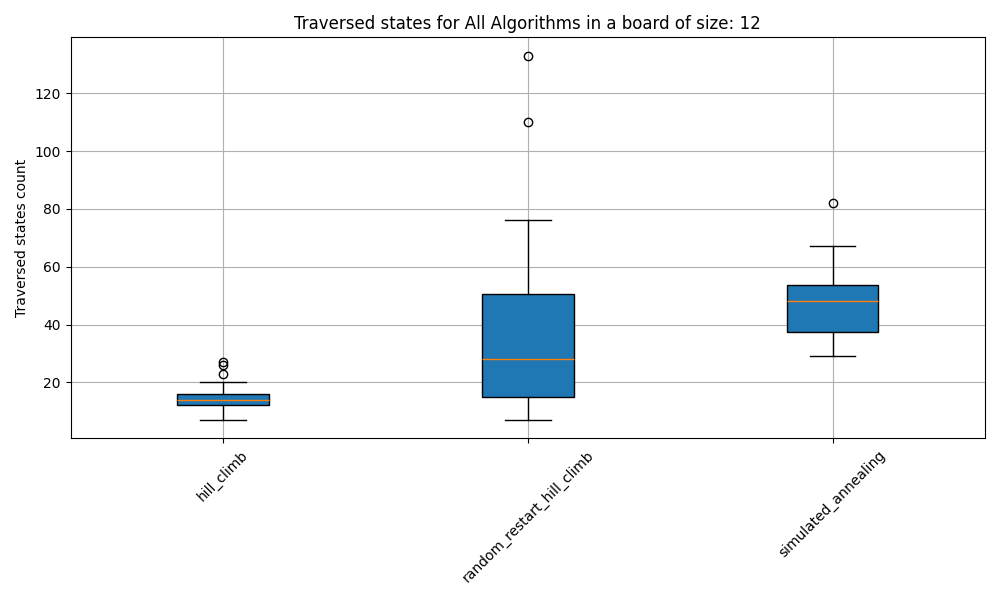 Traversed states for All Algorithms in a board of size: 12
Traversed states count
120
100
80
60
40
20
hill_climb
random_restart_hill_climb
simulated_annealing